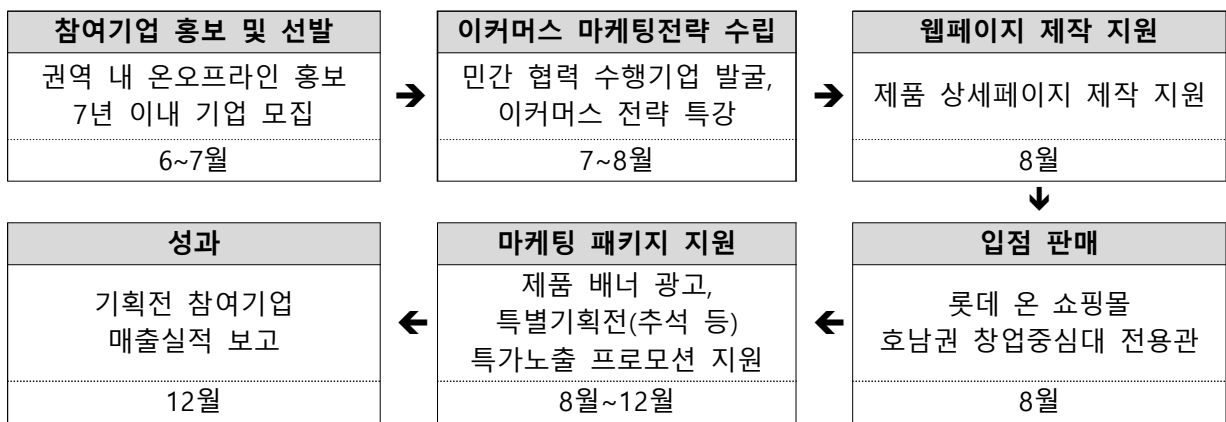 참여기업 홍보 및 선발
권역 내 온오프라인 홍보
7년 이내 기업 모집
6~7월
이커머스 마케팅전략 수립
민간 협력 수행기업 발굴,
이커머스 전략 특강
7~8월
웹페이지 제작 지원
제품 상세페이지 제작 지원
8월
입점 판매
롯데 온 쇼핑몰
호남권 창업중심대 전용관
8월
마케팅 패키지 지원
제품 배너 광고,
특별기획전(추석 등)
특가노출 프로모션 지원
8월~12월
성과
기획전 참여기업
매출실적 보고
12월